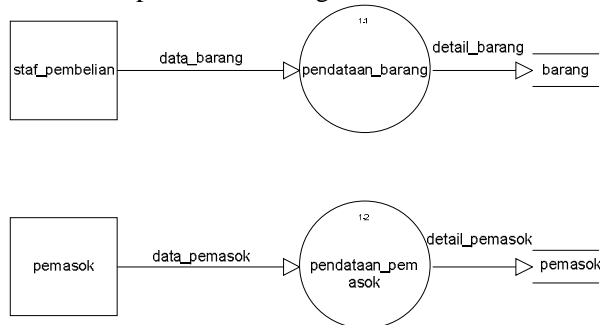 1.1
staf_pembelian
data_barang
pendataan_barang
detail_barang
barang
1.2
pemasok
data_pemasok
pendataan_pem
asok
detail_pemasok
pemasok